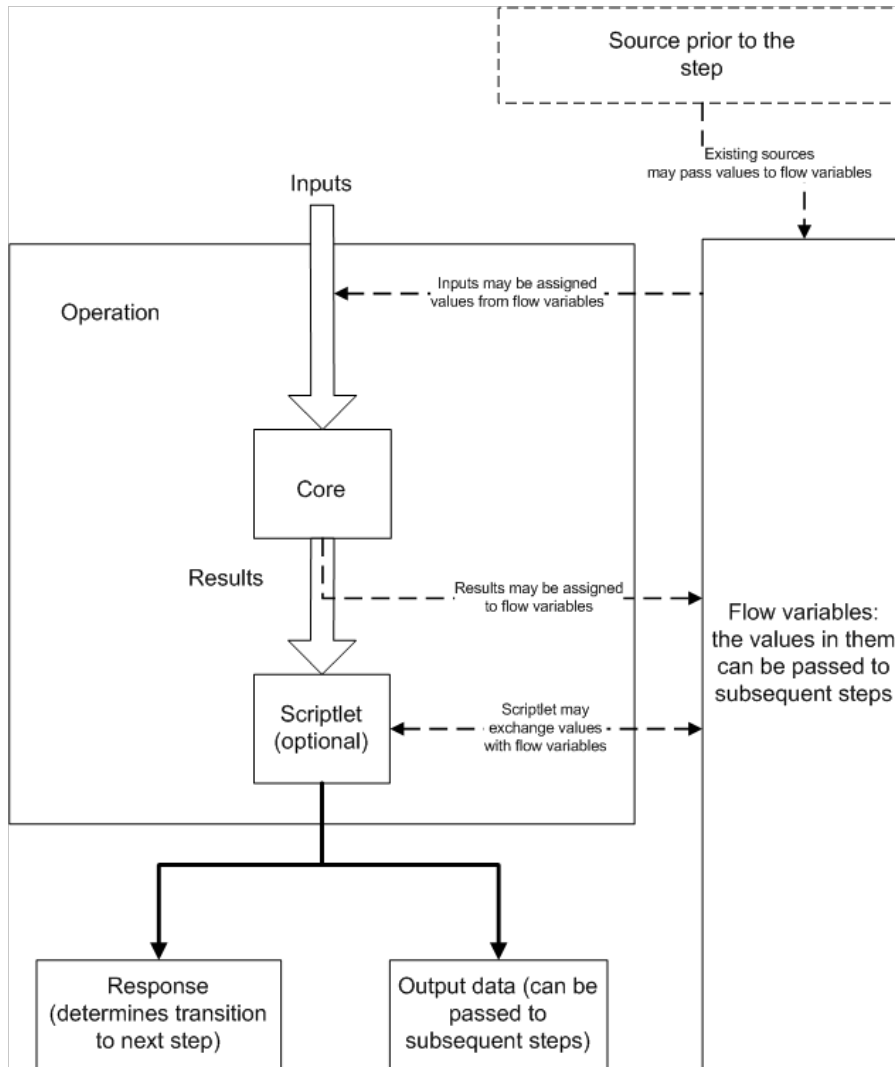 Source prior to the
step
Existing sources
may pass values to flow variables
Inputs
Inputs may be assigned
values from flow variables
Operation
Core
Results
Results may be assigned
to flow variables
Flow variables:
the values in them
can be passed to
subsequent steps
Scriptlet
(optional)
Scriptlet may
exchange values
with flow variables
Response
(determines transition
to next step)
Output data (can be
passed to
subsequent steps)